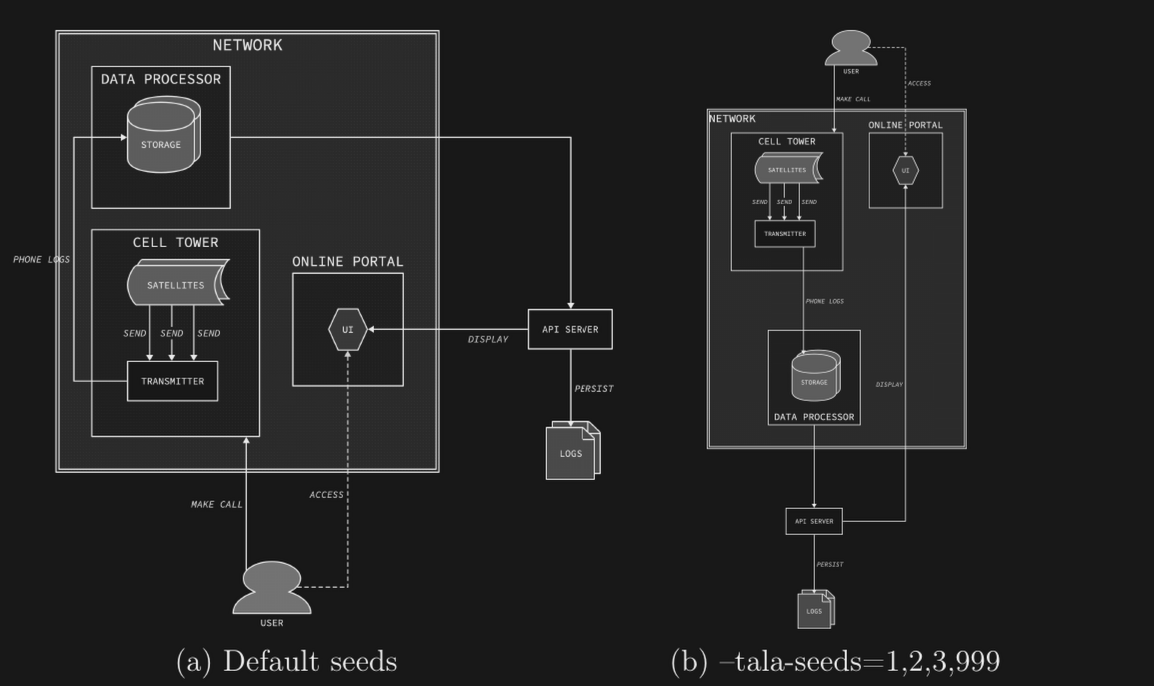 NETWORK
DATA PROCESSOR
STORAGE
CELL TOWER
PHONE LOGS
ONLINE PORTAL
SATELLITES
SEND SEND SEND
UI
API SERVER
DISPLAY
TRANSMITTER
PERSIST
LOGS
ACCESS
MAKE CALL
USER
(a) Default seeds
USER
ACCESS
MAKE CALL
NETWORK
ONLINE PORTAL
CELL TOWER
SATELLITES
UI
SEND SEND SEND
TRANSMITTER
PHONE LOGS
STORAGE
DISPLAY
DATA PROCESSOR
API SERVER
PERSIST
LOGS
(b) –tala-seeds=1,2,3,999